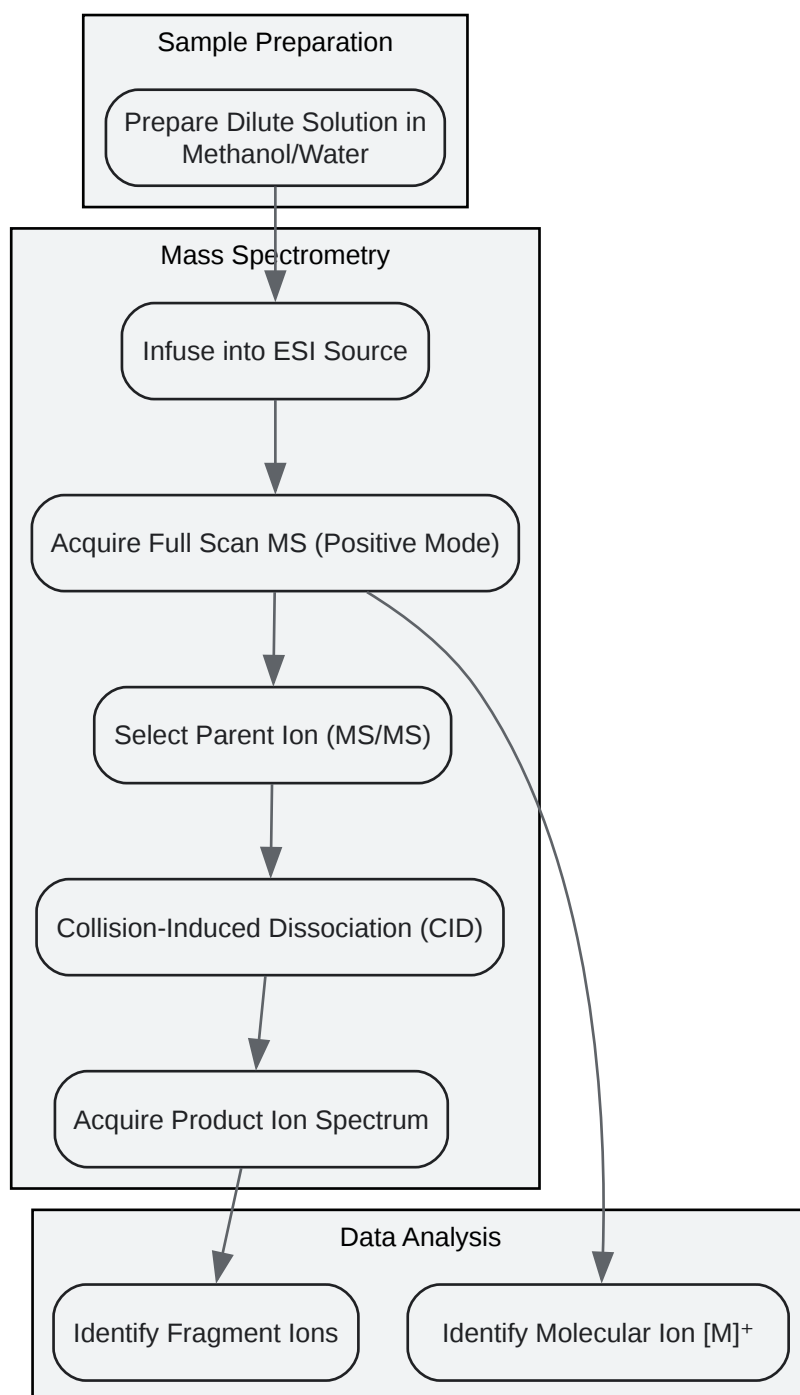 Sample Preparation
Prepare Dilute Solution in
Methanol/Water
Mass Spectrometry
Infuse into ESI Source
Acquire Full Scan MS (Positive Mode)
Select Parent Ion (MS/MS)
Collision-Induced Dissociation (CID)
Acquire Product Ion Spectrum
Data Analysis
Identify Fragment Ions
Identify Molecular Ion [M]⁺